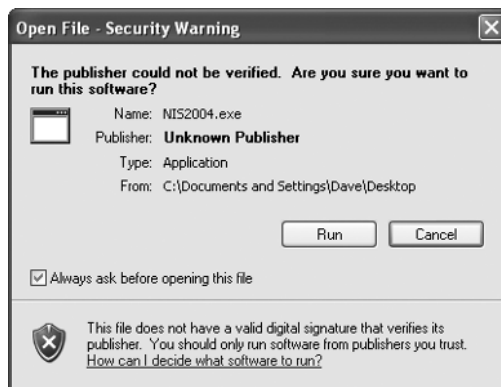 Open File - Security Warning
The publisher could not be verified. Are you sure you want to
run this software?
Name: NIS2004.exe
Publisher: Unknown Publisher
Type: Application
From: C:\Documents and Settings\Dave\Desktop
Run Cancel
Always ask before opening this file
This file does not have a valid digital signature that verifies its
publisher. You should only run software from publishers you trust.
How can I decide what software to run?